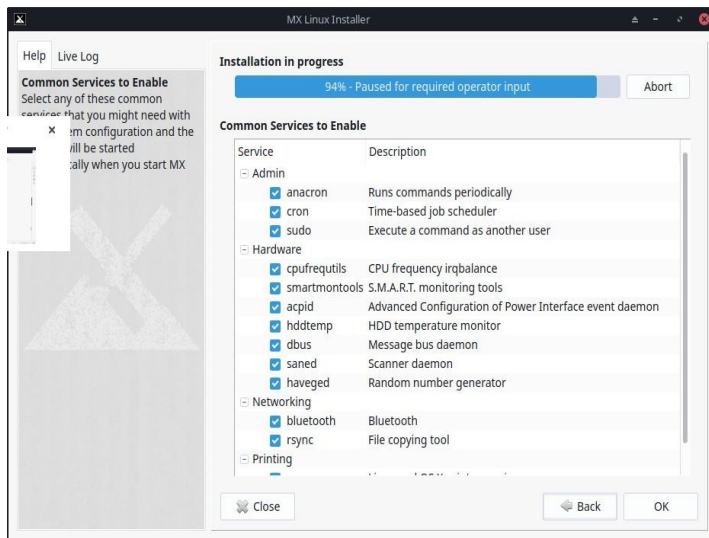 MX Linux Installer
Help Live Log
Common Services to Enable
Select any of these common
services that you might need with
em configuration and the
ill be started
cally when you start MX
Installation in progress
94% - Paused for required operator input
Abort
Common Services to Enable
Service Description
Admin
anacron Runs commands periodically
cron Time-based job scheduler
sudo Execute a command as another user
Hardware
cpufrequtils CPU frequency irqbalance
smartmontools S.M.A.R.T. monitoring tools
acpid Advanced Configuration of Power Interface event daemon
hddtemp HDD temperature monitor
dbus Message bus daemon
saned Scanner daemon
haveged Random number generator
Networking
bluetooth Bluetooth
rsync File copying tool
Printing
Close Back OK